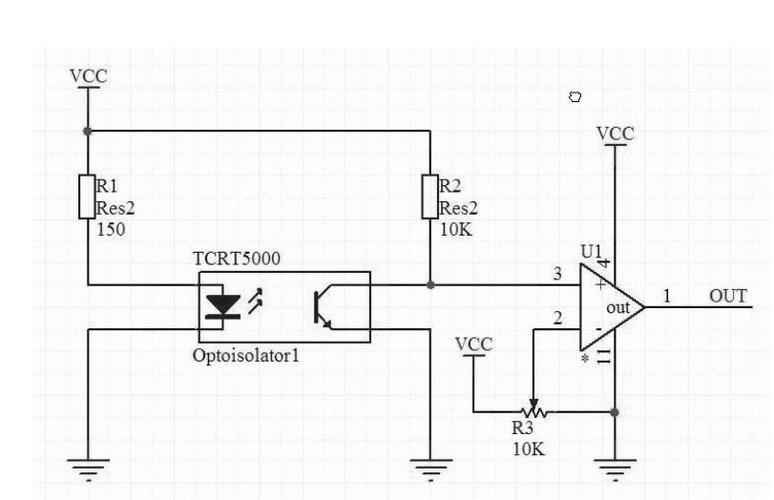 VCC
VCC
R1
Res2
150
R2
Res2
10K
TCRT5000
Optoisolator1
U1
4
3
+
1
OUT
out
2
-
*
11
VCC
R3
10K